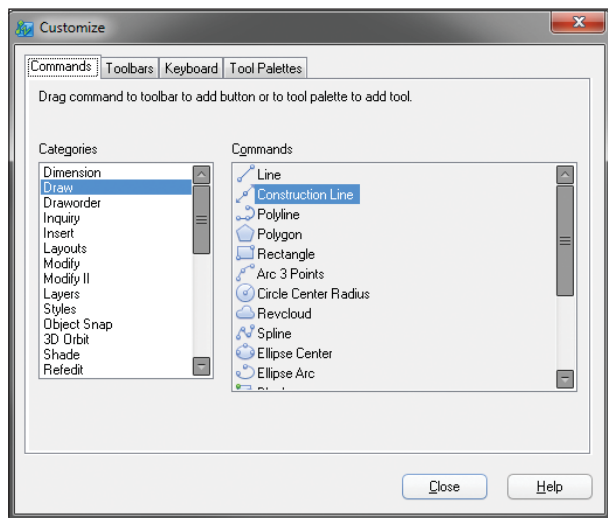 Customize
Commands Toolbars Keyboard Tool Palettes
Drag command to toolbar to add button or to tool palette to add tool.
Categories
Dimension
Draw
Draworder
Inquiry
Insert
Layouts
Modify
Modify II
Layers
Styles
Object Snap
3D Orbit
Shade
Refedit
Commands
Line
Construction Line
Polyline
Polygon
Rectangle
Arc 3 Points
Circle Center Radius
Revcloud
Spline
Ellipse Center
Ellipse Arc
Close Help